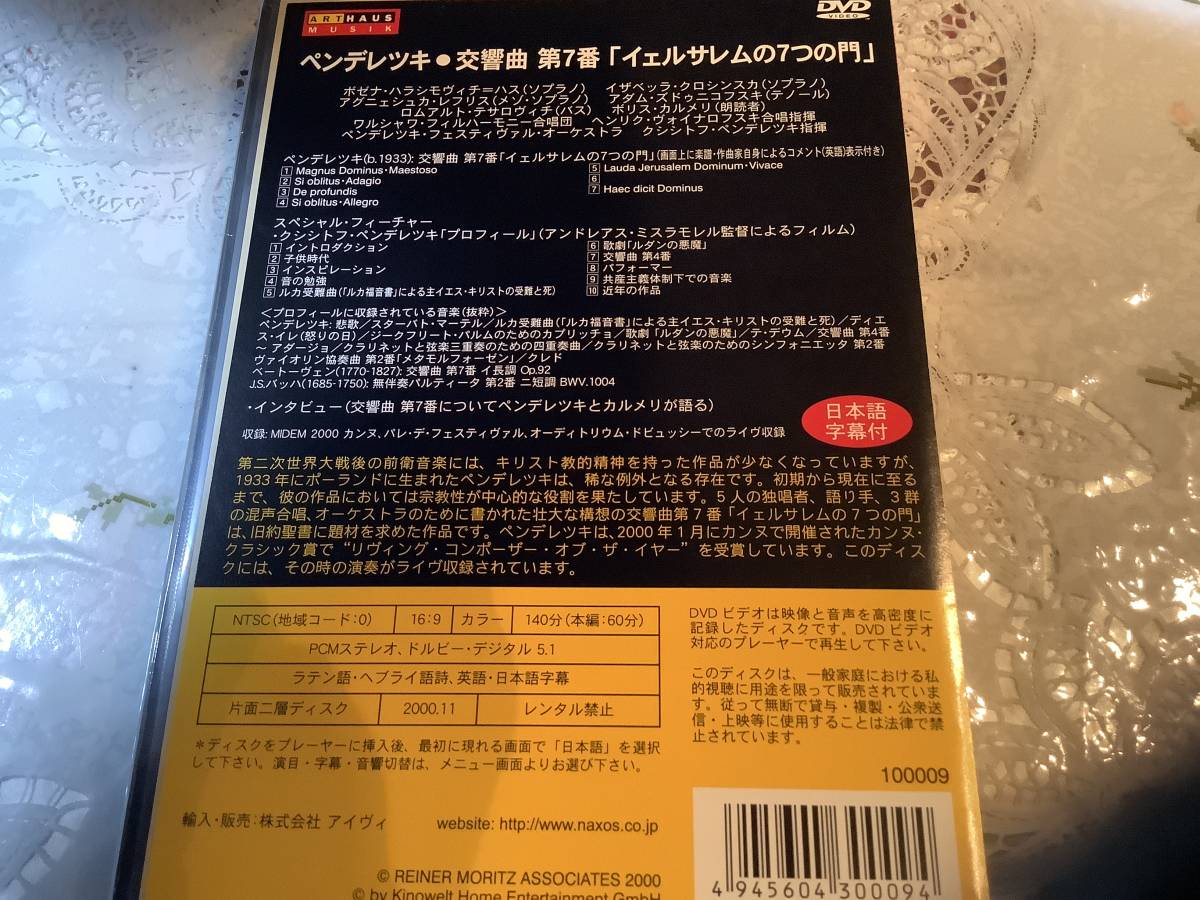 ARTHAUS
MUSIK
DVD
VIDEO
ペンデレツキ●交響曲 第7番「イェルサレムの7つの門」
ボゼナ・ハラシモヴィチ=ハス(ソプラノ) イザベッラ・クロシンスカ(ソプラノ)
アグニェシュカ・レフリス(メゾ・ソプラノ) アダム・ズドゥニコフスキ(テノール)
ロムアルト・テサロヴィチ(バス) ボリス・カルメリ(朗読者)
ワルシャワ・フィルハーモニー合唱団 ヘンリク・ヴォイナロフスキ合唱指揮
ペンデレツキ・フェスティヴァル・オーケストラ クシシトフ・ペンデレツキ指揮
ペンデレツキ(b.1933): 交響曲 第7番「イェルサレムの7つの門」(画面上に楽譜・作曲家自身によるコメント(英語)表示付き)
1 Magnus Dominus・Maestoso
2 Si oblitus・Adagio
3 De profundis
4 Si oblitus・Allegro
5 Lauda Jerusalem Dominum・Vivace
6
7 Haec dicit Dominus
スペシャル・フィーチャー
・クシシトフ・ペンデレツキ「プロフィール」(アンドレアス・ミスラモレル監督によるフィルム)
1 イントロダクション
2 子供時代
3 インスピレーション
4 音の勉強
5 ルカ受難曲(「ルカ福音書」による主イエス・キリストの受難と死)
6 歌劇「ルダンの悪魔」
7 交響曲 第4番
8 パフォーマー
9 共産主義体制下での音楽
10 近年の作品
<プロフィールに収録されている音楽(抜粋)>
ペンデレツキ: 悲歌/スターバト・マーテル/ルカ受難曲(「ルカ福音書」による主イエス・キリストの受難と死)/ディエ
ス・イレ(怒りの日)/ジークフリート・パルムのためのカプリッチョ/歌劇「ルダンの悪魔」/テ・デウム/交響曲 第4番
～アダージョ/クラリネットと弦楽三重奏のための四重奏曲/クラリネットと弦楽のためのシンフォニエッタ 第2番
ヴァイオリン協奏曲 第2番「メタモルフォーゼン」/クレド
ベートーヴェン(1770-1827): 交響曲 第7番 イ長調 Op.92
J.S.バッハ(1685-1750): 無伴奏パルティータ 第2番 ニ短調 BWV.1004
・インタビュー(交響曲 第7番についてペンデレツキとカルメリが語る)
日本語
字幕付
収録: MIDEM 2000 カンヌ、パレ・デ・フェスティヴァル、オーディトリウム・ドビュッシーでのライヴ収録
第二次世界大戦後の前衛音楽には、キリスト教的精神を持った作品が少なくなっていますが、
1933年にポーランドに生まれたペンデレツキは、稀な例外となる存在です。初期から現在に至る
まで、彼の作品においては宗教性が中心的な役割を果たしています。5人の独唱者、語り手、3群
の混声合唱、オーケストラのために書かれた壮大な構想の交響曲第7番「イェルサレムの7つの門」
は、旧約聖書に題材を求めた作品です。ペンデレツキは、2000年1月にカンヌで開催されたカンヌ・
クラシック賞で“リヴィング・コンポーザー・オブ・ザ・イヤー”を受賞しています。このディス
クには、その時の演奏がライヴ収録されています。
NTSC(地域コード:0) 16:9 カラー 140分(本編:60分)
PCMステレオ、ドルビー・デジタル 5.1
ラテン語・ヘブライ語詩、英語・日本語字幕
片面二層ディスク 2000.11 レンタル禁止
*ディスクをプレーヤーに挿入後、最初に現れる画面で「日本語」を選択
して下さい。演目・字幕・音響切替は、メニュー画面よりお選び下さい。
DVDビデオは映像と音声を高密度に
記録したディスクです。DVDビデオ
対応のプレーヤーで再生して下さい。
このディスクは、一般家庭における私
的視聴に用途を限って販売されていま
す。従って無断で貸与・複製・公衆送
信・上映等に使用することは法律で禁
止されています。
100009
輸入・販売:株式会社 アイヴィ website: http://www.naxos.co.jp
© REINER MORITZ ASSOCIATES 2000
© by Kinowelt Home Entertainment GmbH
4 945604 300094